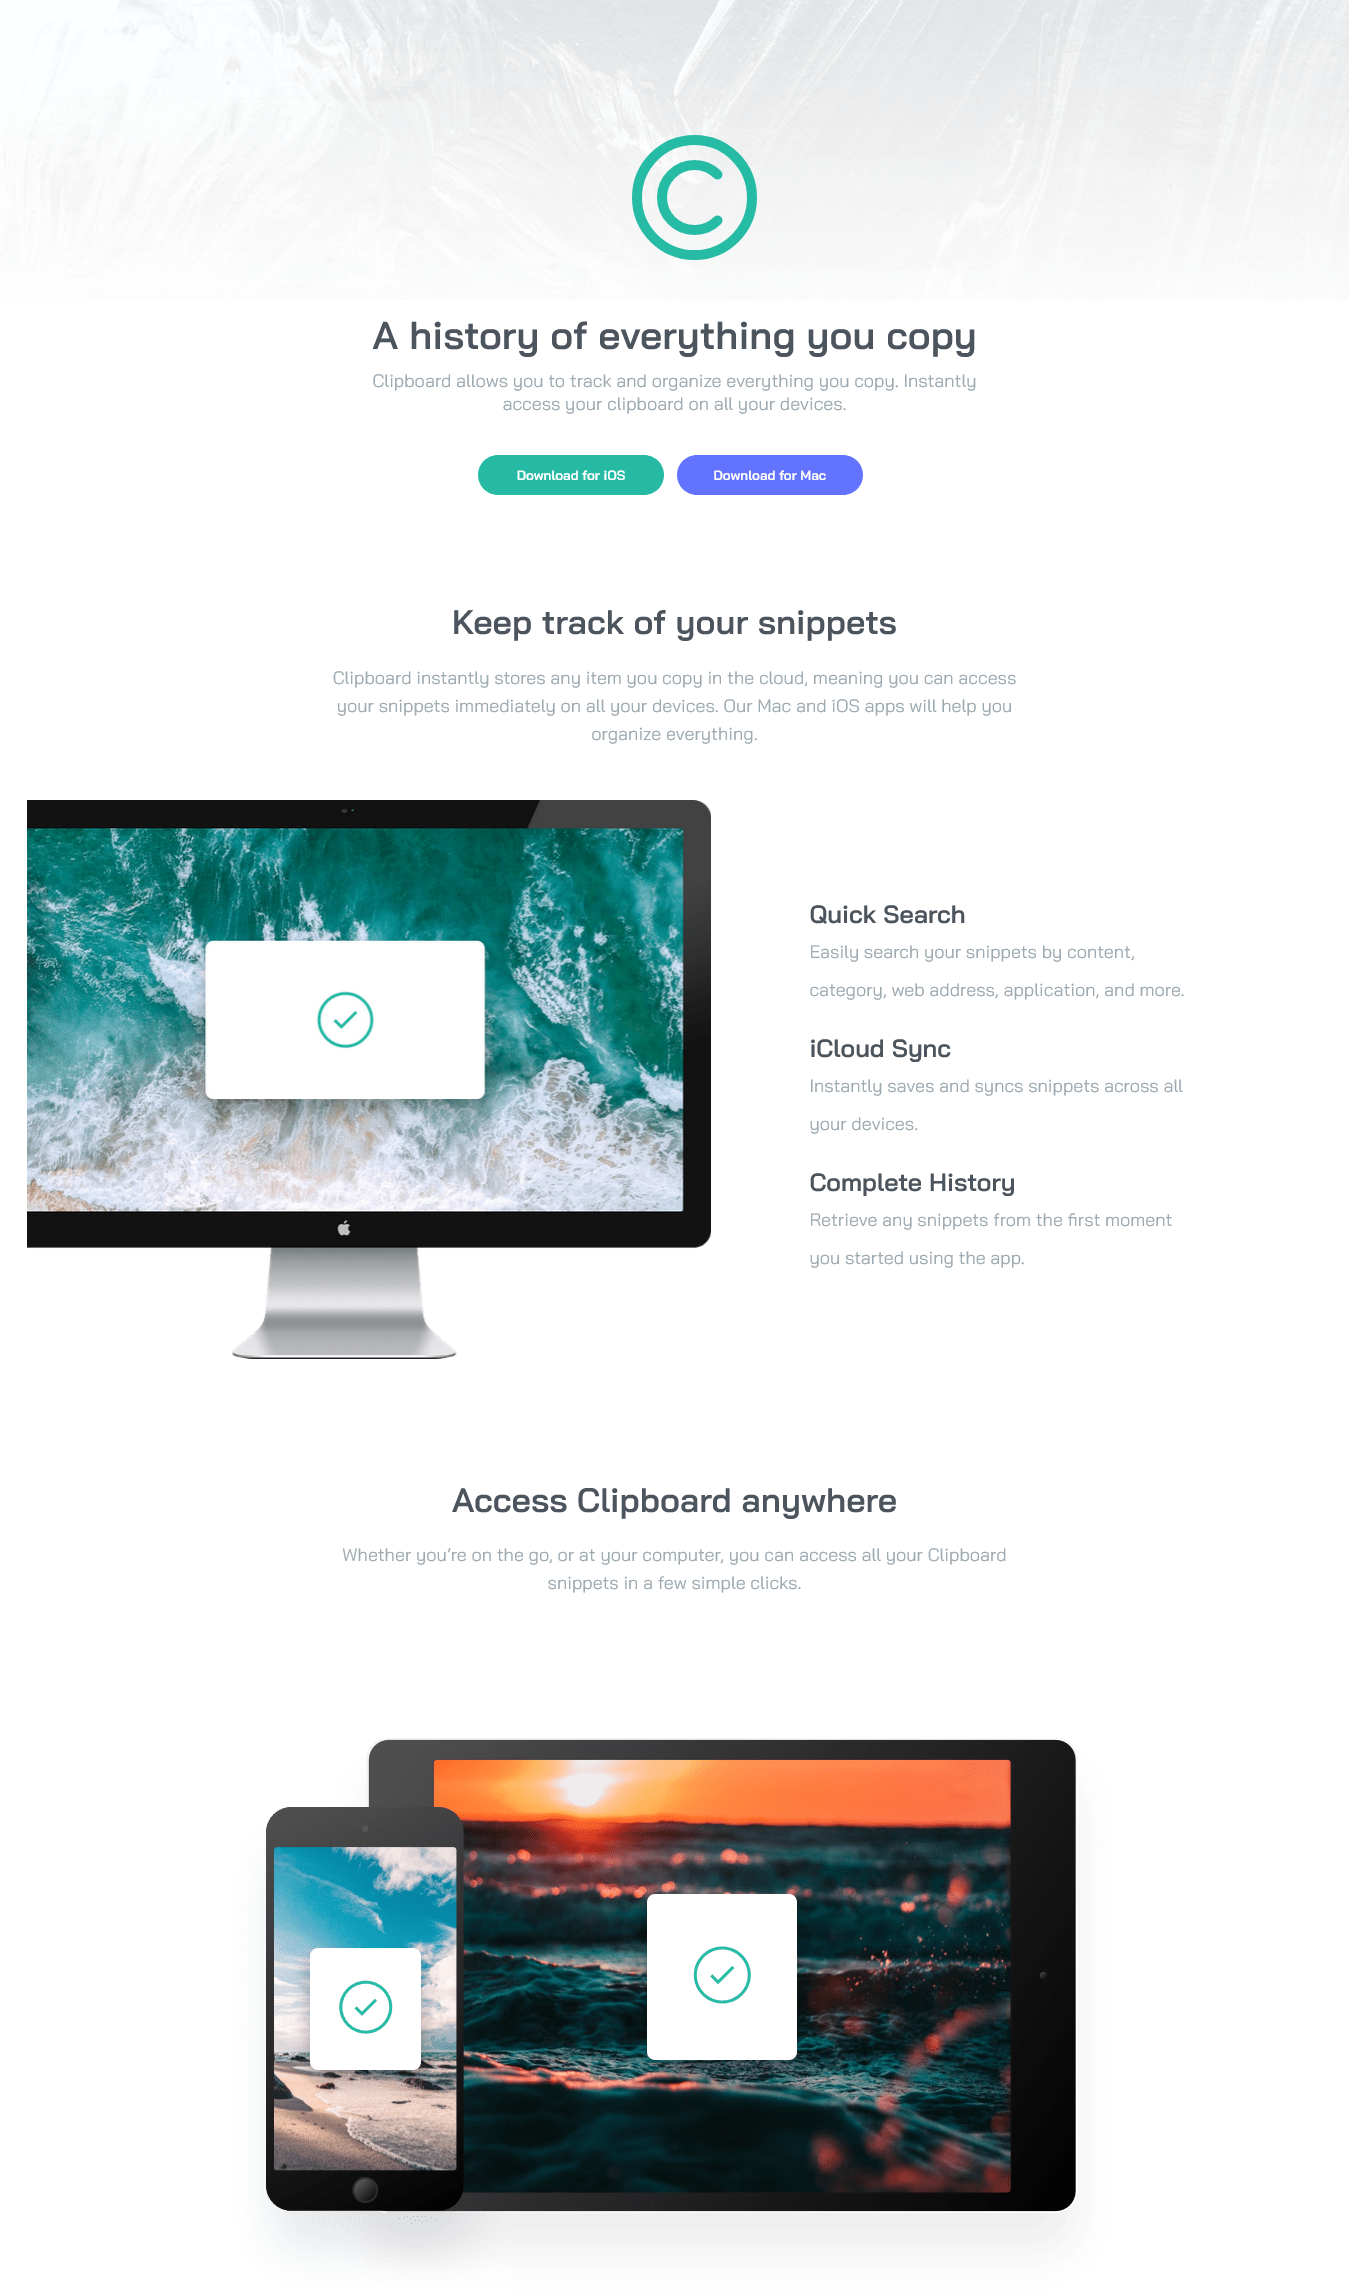 A history of everything you copy
Clipboard allows you to track and organize everything you copy. Instantly
access your clipboard on all your devices.
Download for iOS
Download for Mac
Keep track of your snippets
Clipboard instantly stores any item you copy in the cloud, meaning you can access
your snippets immediately on all your devices. Our Mac and iOS apps will help you
organize everything.
Quick Search
Easily search your snippets by content,
category, web address, application, and more.
iCloud Sync
Instantly saves and syncs snippets across all
your devices.
Complete History
Retrieve any snippets from the first moment
you started using the app.
Access Clipboard anywhere
Whether you’re on the go, or at your computer, you can access all your Clipboard
snippets in a few simple clicks.